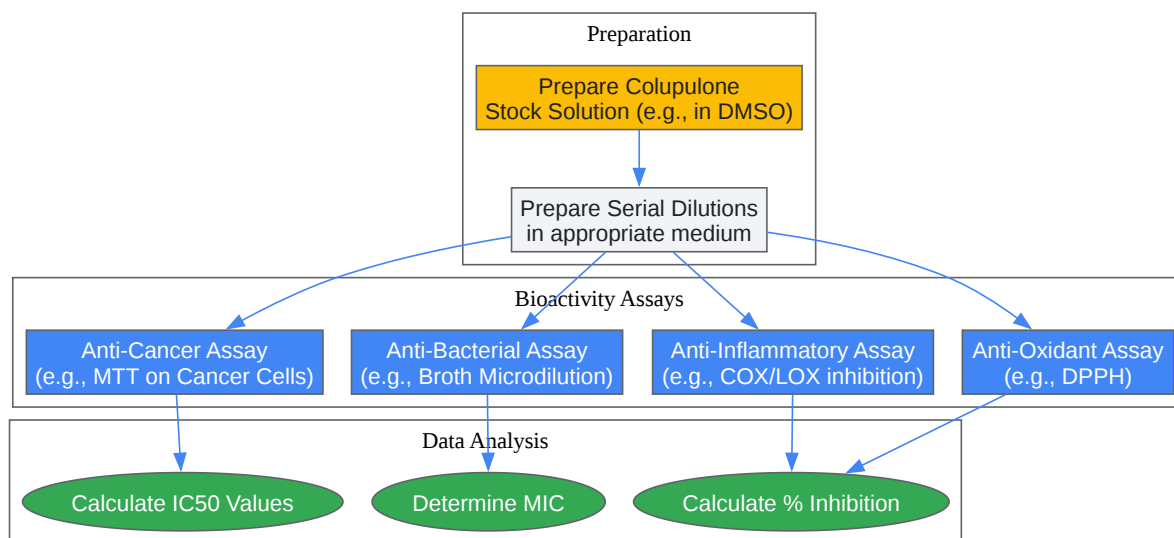 Preparation
Prepare Colupulone
Stock Solution (e.g., in DMSO)
Prepare Serial Dilutions
in appropriate medium
Bioactivity Assays
Anti-Cancer Assay
(e.g., MTT on Cancer Cells)
Anti-Bacterial Assay
(e.g., Broth Microdilution)
Anti-Inflammatory Assay
(e.g., COX/LOX inhibition)
Anti-Oxidant Assay
(e.g., DPPH)
Data Analysis
Calculate IC50 Values
Determine MIC
Calculate % Inhibition